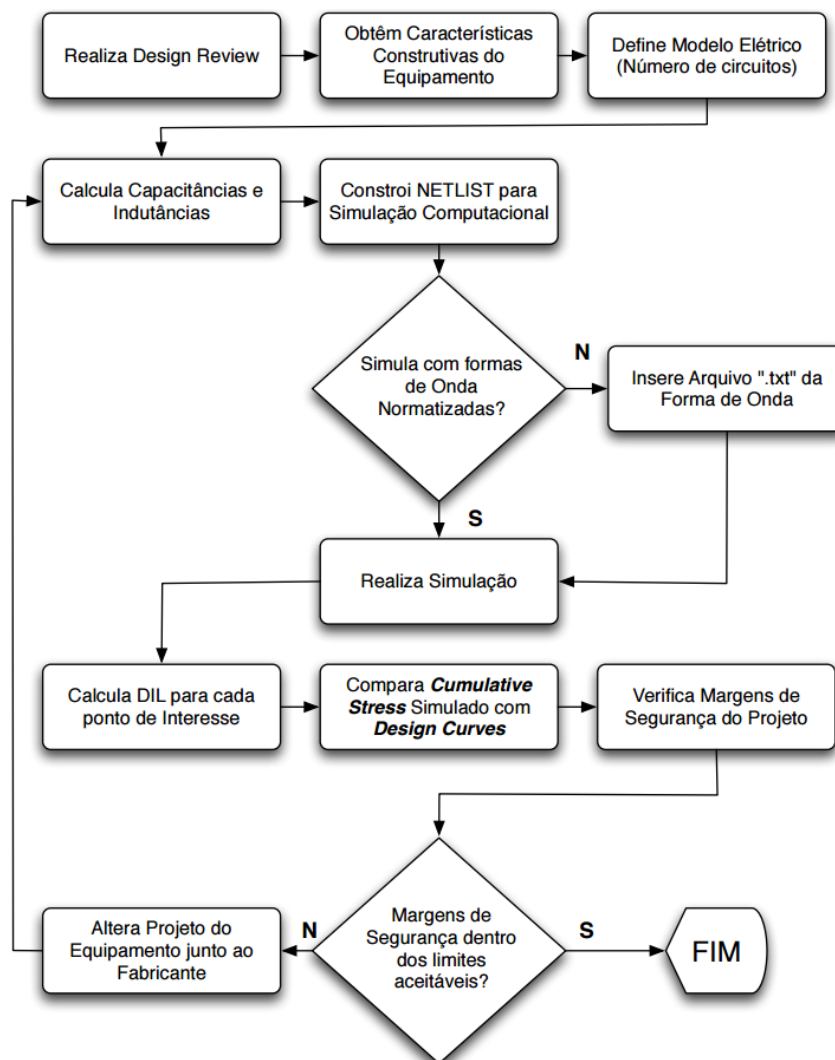 Realiza Design Review
Obtêm Características
Construtivas do
Equipamento
Define Modelo Elétrico
(Número de circuitos)
Calcula Capacitâncias e
Indutâncias
Constroi NETLIST para
Simulação Computacional
Simula com formas
de Onda
Normatizadas?
N
Insere Arquivo ".txt" da
Forma de Onda
S
Realiza Simulação
Calcula DIL para cada
ponto de Interesse
Compara Cumulative
Stress Simulado com
Design Curves
Verifica Margens de
Segurança do Projeto
Altera Projeto do
Equipamento junto ao
Fabricante
N
Margens de
Segurança dentro
dos limites
aceitáveis?
S
FIM